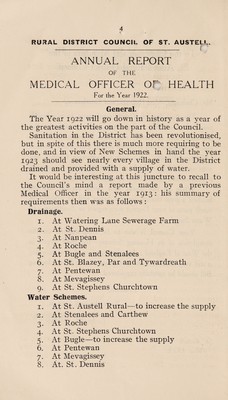 4
RURAL DISTRICT COUNCIL OF ST. AUSTELL.
ANNUAL REPORT
OF THE
MEDICAL OFFICER OF HEALTH
For the Year 1922.
General.
The Year 1922 will go down in history as a year of
the greatest activities on the part of the Council.
Sanitation in the District has been revolutionised,
but in spite of this there is much more requiring to be
done, and in view of New Schemes in hand the year
1923 should see nearly every village in the District
drained and provided with a supply of water.
It would be interesting at this juncture to recall to
the Council's mind a report made by a previous
Medical Officer in the year 1913: his summary of
requirements then was as follows:
Drainage.
1. At Watering Lane Sewerage Farm
2. At St. Dennis
3. At Nanpean
4. At Roche
5. At Bugle and Stenalees
6. At St. Blazey, Par and Tywardreath
7. At Pentewan
8. At Mevagissey
9. At St. Stephens Churchtown
Water Schemes.
1. At St. Austell Rural—to increase the supply
2. At Stenalees and Carthew
3. At Roche
4. At St. Stephens Churchtown
5. At Bugle—to increase the supply
6. At Pentewan
7. At Mevagissey
8. At. St. Dennis